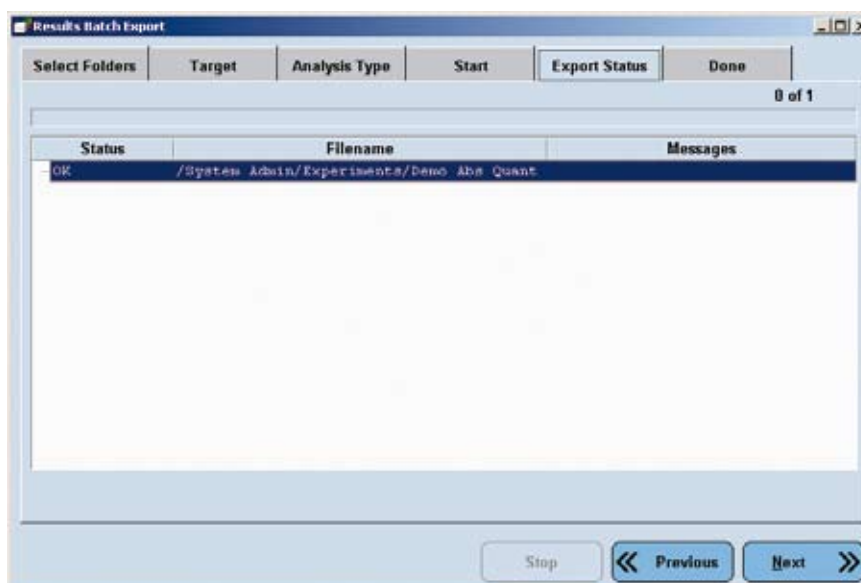 Results Batch Export
Select Folders Target Analysis Type Start Export Status Done
0 of 1
Status Filename Messages
OK /System Admin/Experiments/Demo Abs Quant
Stop Previous Next